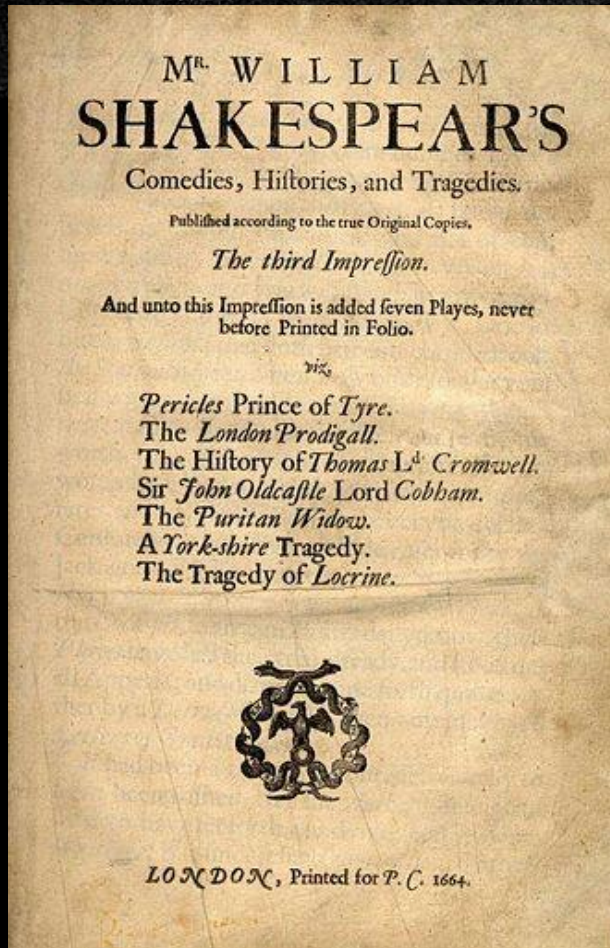 Mʳ· WILLIAM
SHAKESPEAR'S
Comedies, Hiſtories, and Tragedies.
Publiſhed according to the true Original Copies.
The third Impreſſion.
And unto this Impreſſion is added ſeven Playes, never
before Printed in Folio.
viz.
Pericles Prince of Tyre.
The London Prodigall.
The Hiſtory of Thomas Lᵈ· Cromwell.
Sir John Oldcaſtle Lord Cobham.
The Puritan Widow.
A York-shire Tragedy.
The Tragedy of Locrine.
LONDON, Printed for P. C. 1664.